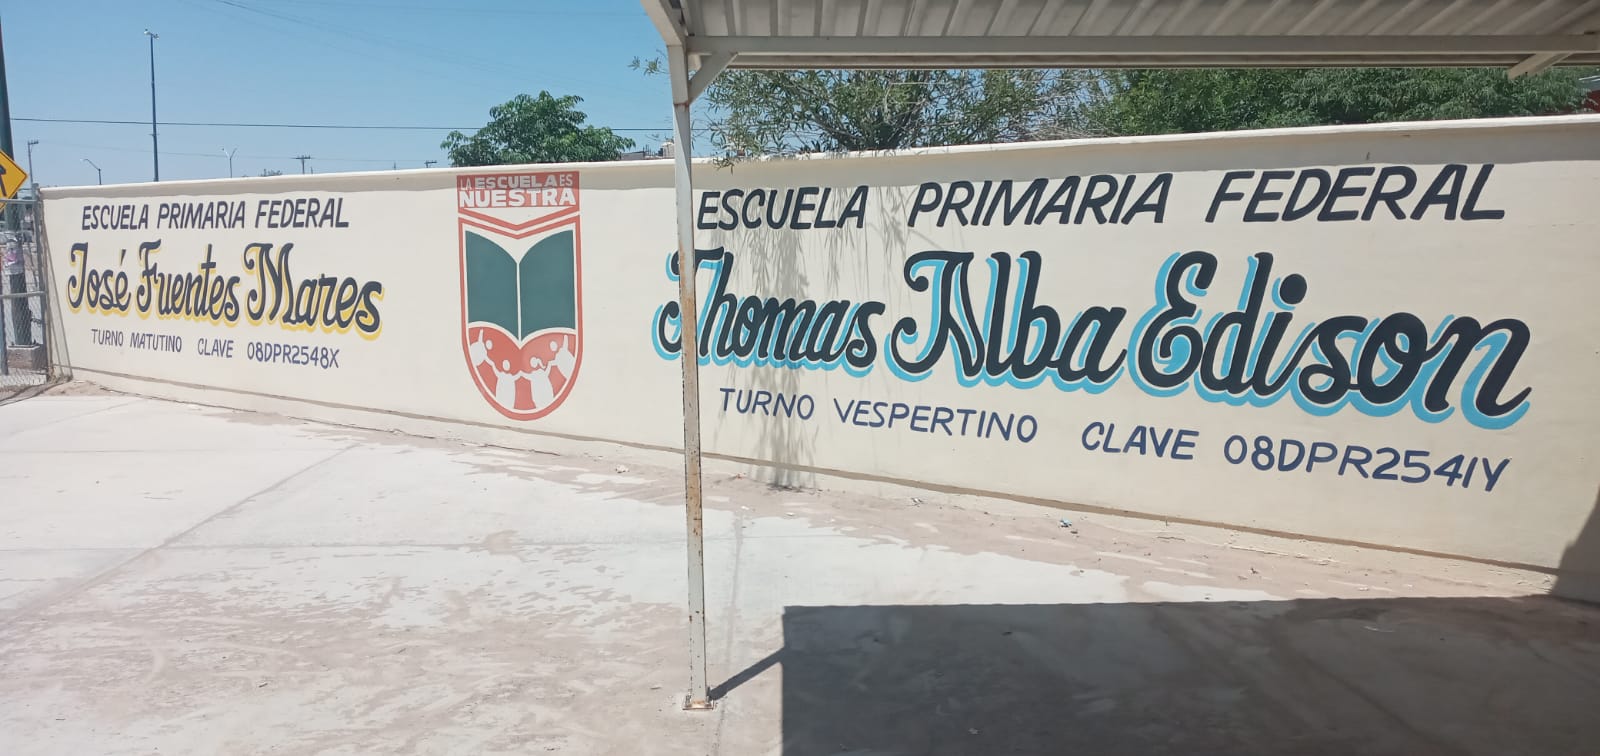 ESCUELA PRIMARIA FEDERAL
José Fuentes Mares
TURNO MATUTINO CLAVE 08DPR2548X
LA ESCUELA ES
NUESTRA
ESCUELA PRIMARIA FEDERAL
Thomas Alba Edison
TURNO VESPERTINO CLAVE 08DPR2541Y